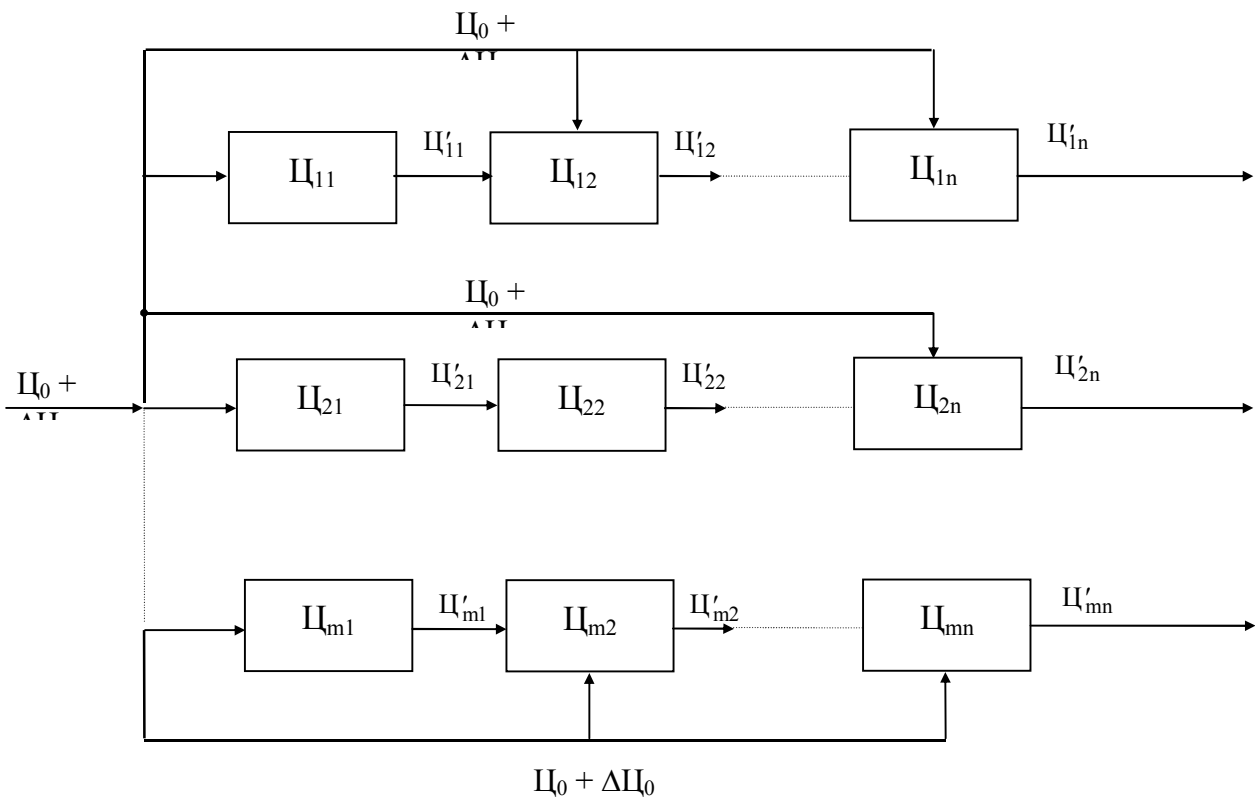 Ц₀ +
Ц′₁₁
Ц′₁₂
Ц′₁ₙ
Ц₁₁
Ц₁₂
Ц₁ₙ
Ц₀ +
Ц′₂₁
Ц′₂₂
Ц′₂ₙ
Ц₀ +
Ц₂₁
Ц₂₂
Ц₂ₙ
Ц′ₘ₁
Ц′ₘ₂
Ц′ₘₙ
Цₘ₁
Цₘ₂
Цₘₙ
Ц₀ + ΔЦ₀